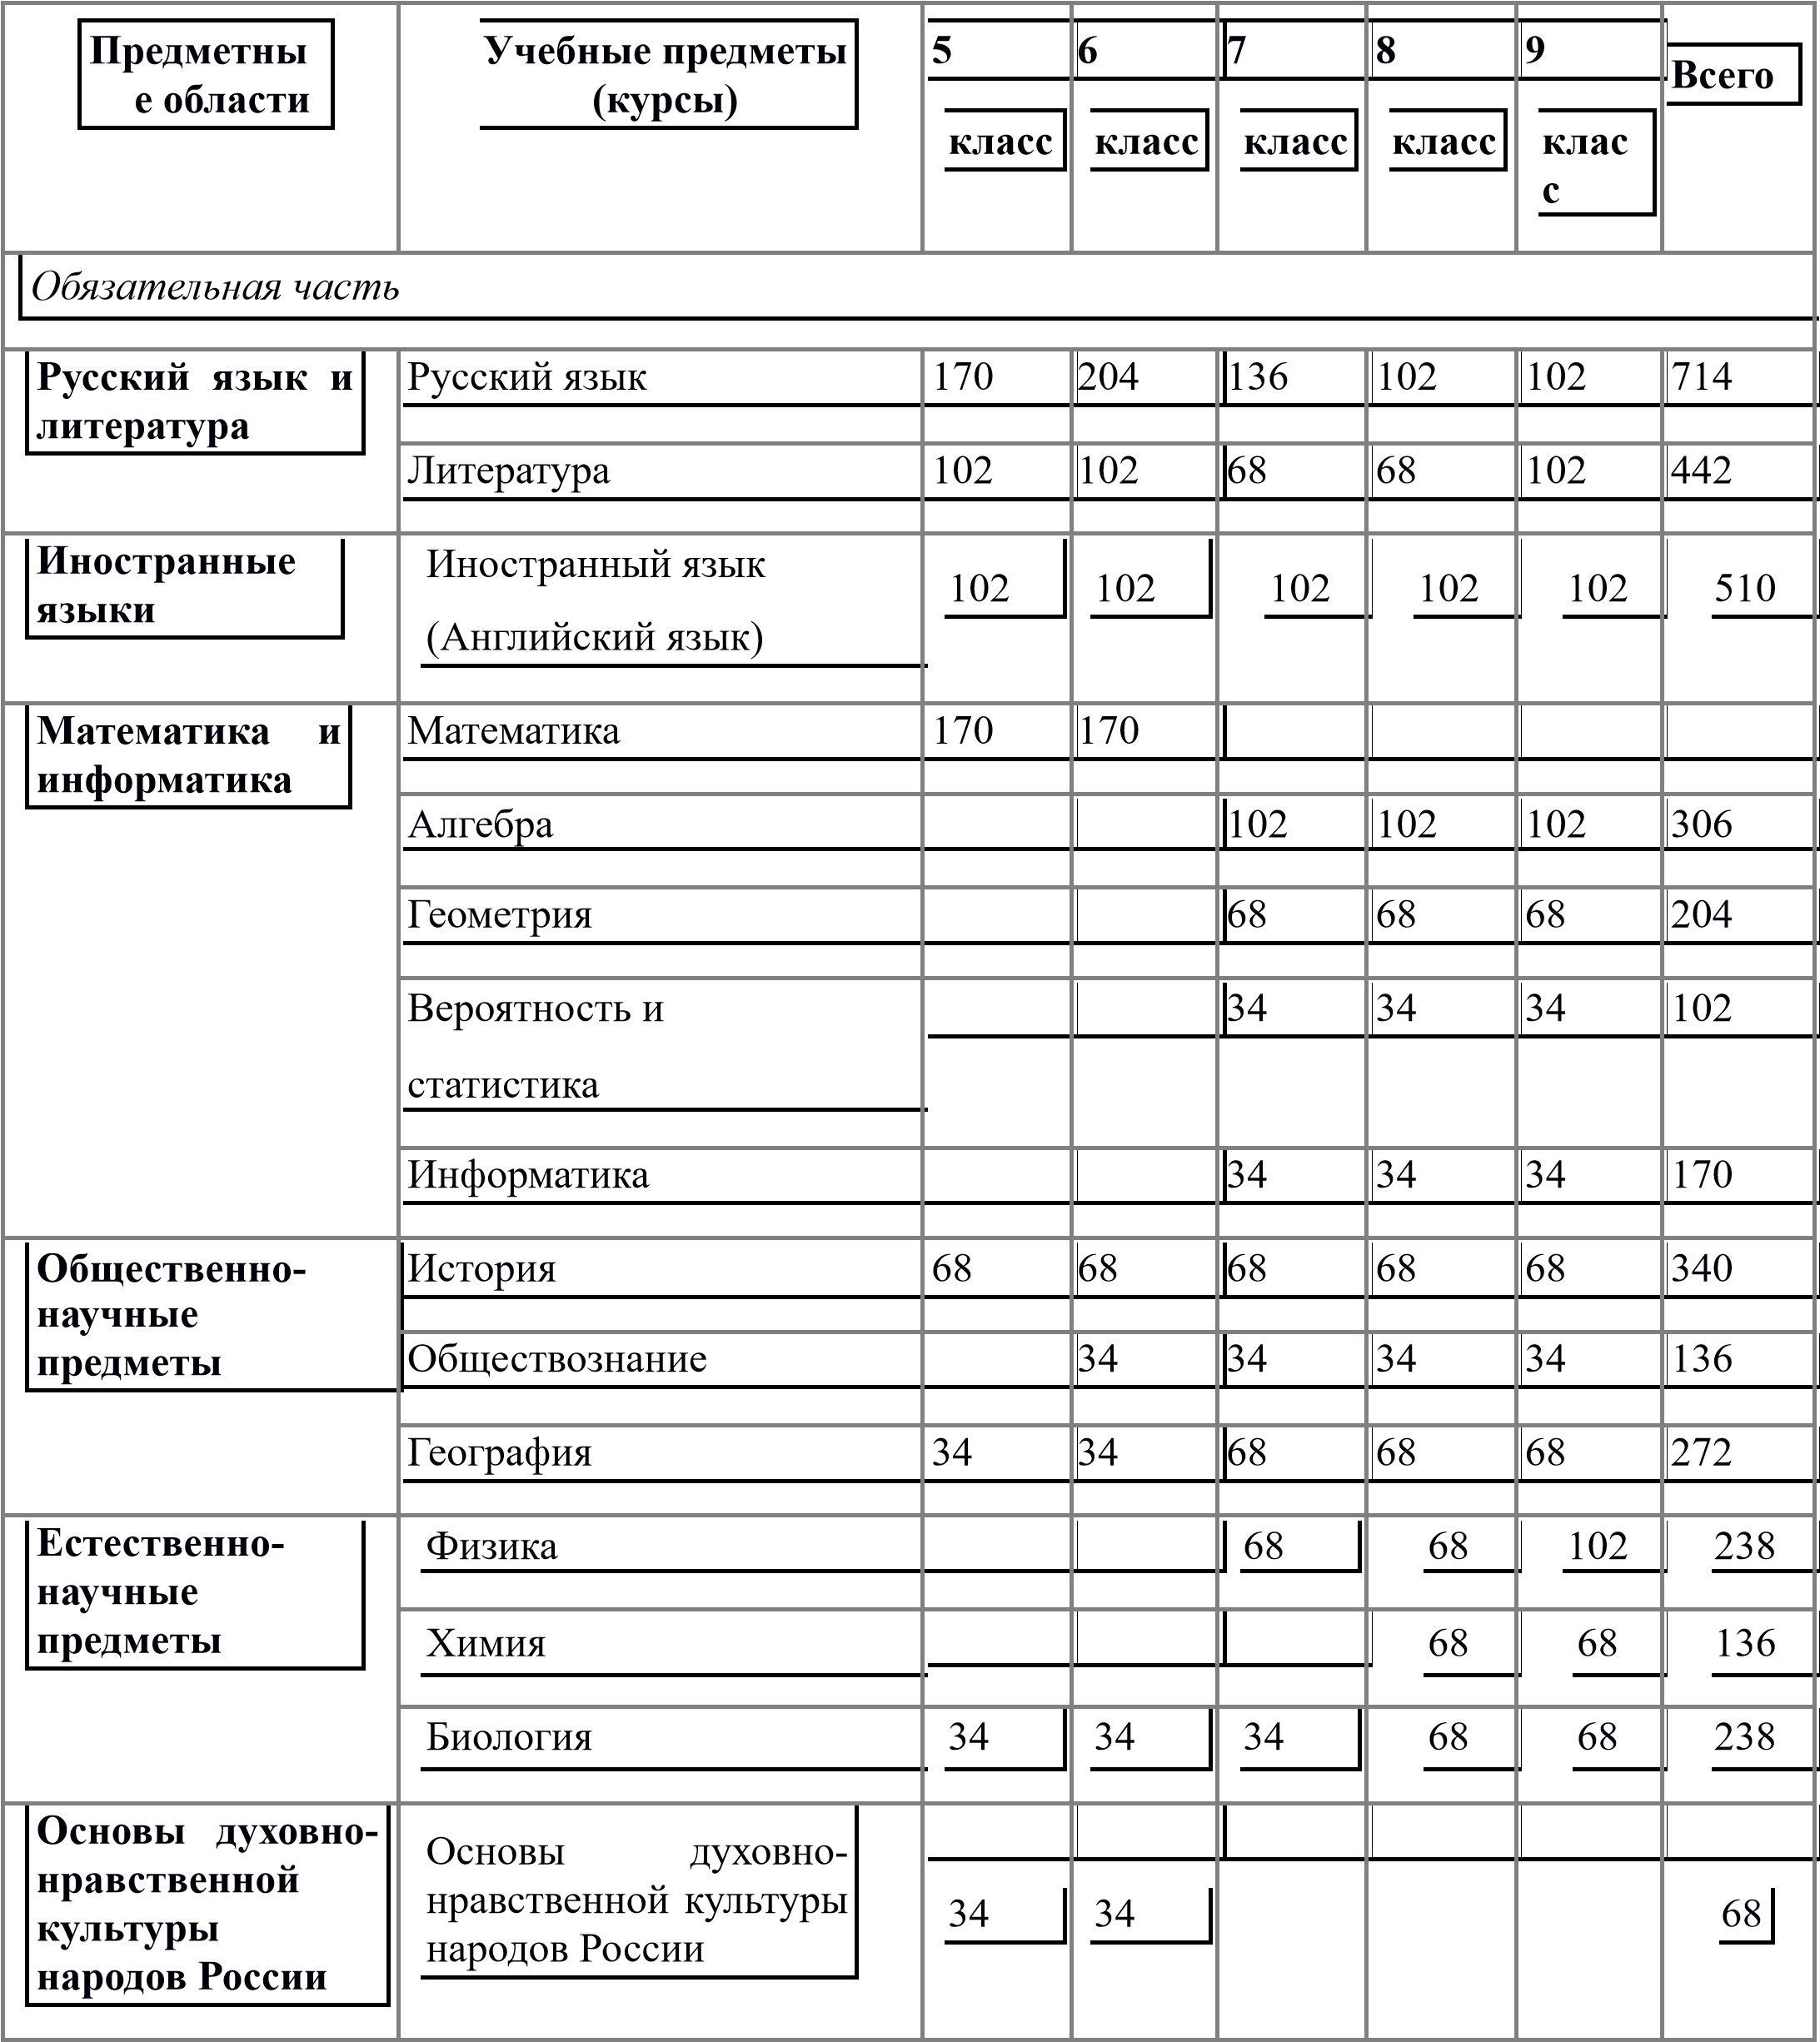 Предметны
е области
Учебные предметы
(курсы)
5
класс
6
класс
7
класс
8
класс
9
клас
с
Всего
Обязательная часть
Русский язык и
литература
Русский язык 170 204 136 102 102 714
Литература 102 102 68 68 102 442
Иностранные
языки
Иностранный язык
(Английский язык)
102 102 102 102 102 510
Математика и
информатика
Математика 170 170
Алгебра 102 102 102 306
Геометрия 68 68 68 204
Вероятность и
статистика
34 34 34 102
Информатика 34 34 34 170
Общественно-
научные
предметы
История 68 68 68 68 68 340
Обществознание 34 34 34 34 136
География 34 34 68 68 68 272
Естественно-
научные
предметы
Физика 68 68 102 238
Химия 68 68 136
Биология 34 34 34 68 68 238
Основы духовно-
нравственной
культуры
народов России
Основы духовно-
нравственной культуры
народов России
34 34 68